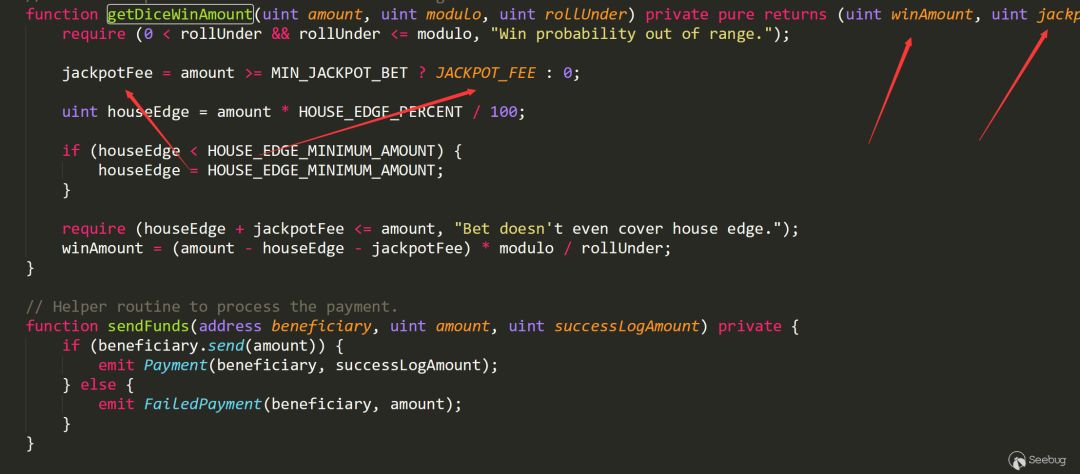 function getDiceWinAmount(uint amount, uint modulo, uint rollUnder) private pure returns (uint winAmount, uint jackp
require (0 < rollUnder && rollUnder <= modulo, "Win probability out of range.");
jackpotFee = amount >= MIN_JACKPOT_BET ? JACKPOT_FEE : 0;
uint houseEdge = amount * HOUSE_EDGE_PERCENT / 100;
if (houseEdge < HOUSE_EDGE_MINIMUM_AMOUNT) {
houseEdge = HOUSE_EDGE_MINIMUM_AMOUNT;
}
require (houseEdge + jackpotFee <= amount, "Bet doesn't even cover house edge.");
winAmount = (amount - houseEdge - jackpotFee) * modulo / rollUnder;
}
// Helper routine to process the payment.
function sendFunds(address beneficiary, uint amount, uint successLogAmount) private {
if (beneficiary.send(amount)) {
emit Payment(beneficiary, successLogAmount);
} else {
emit FailedPayment(beneficiary, amount);
}
}
Seebug